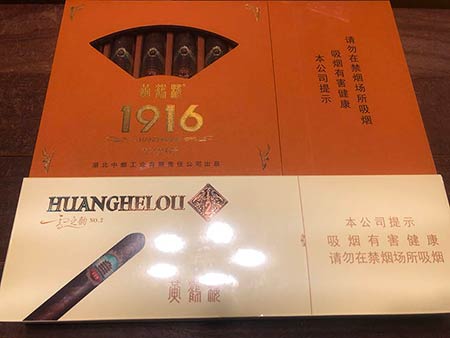 黄鹤楼
1916
湖北中烟工业有限责任公司出品
请勿在禁烟场所吸烟
吸烟有害健康
本公司提示
HUANGHELOU
NO.2
黄鹤楼
本公司提示
吸烟有害健康
请勿在禁烟场所吸烟